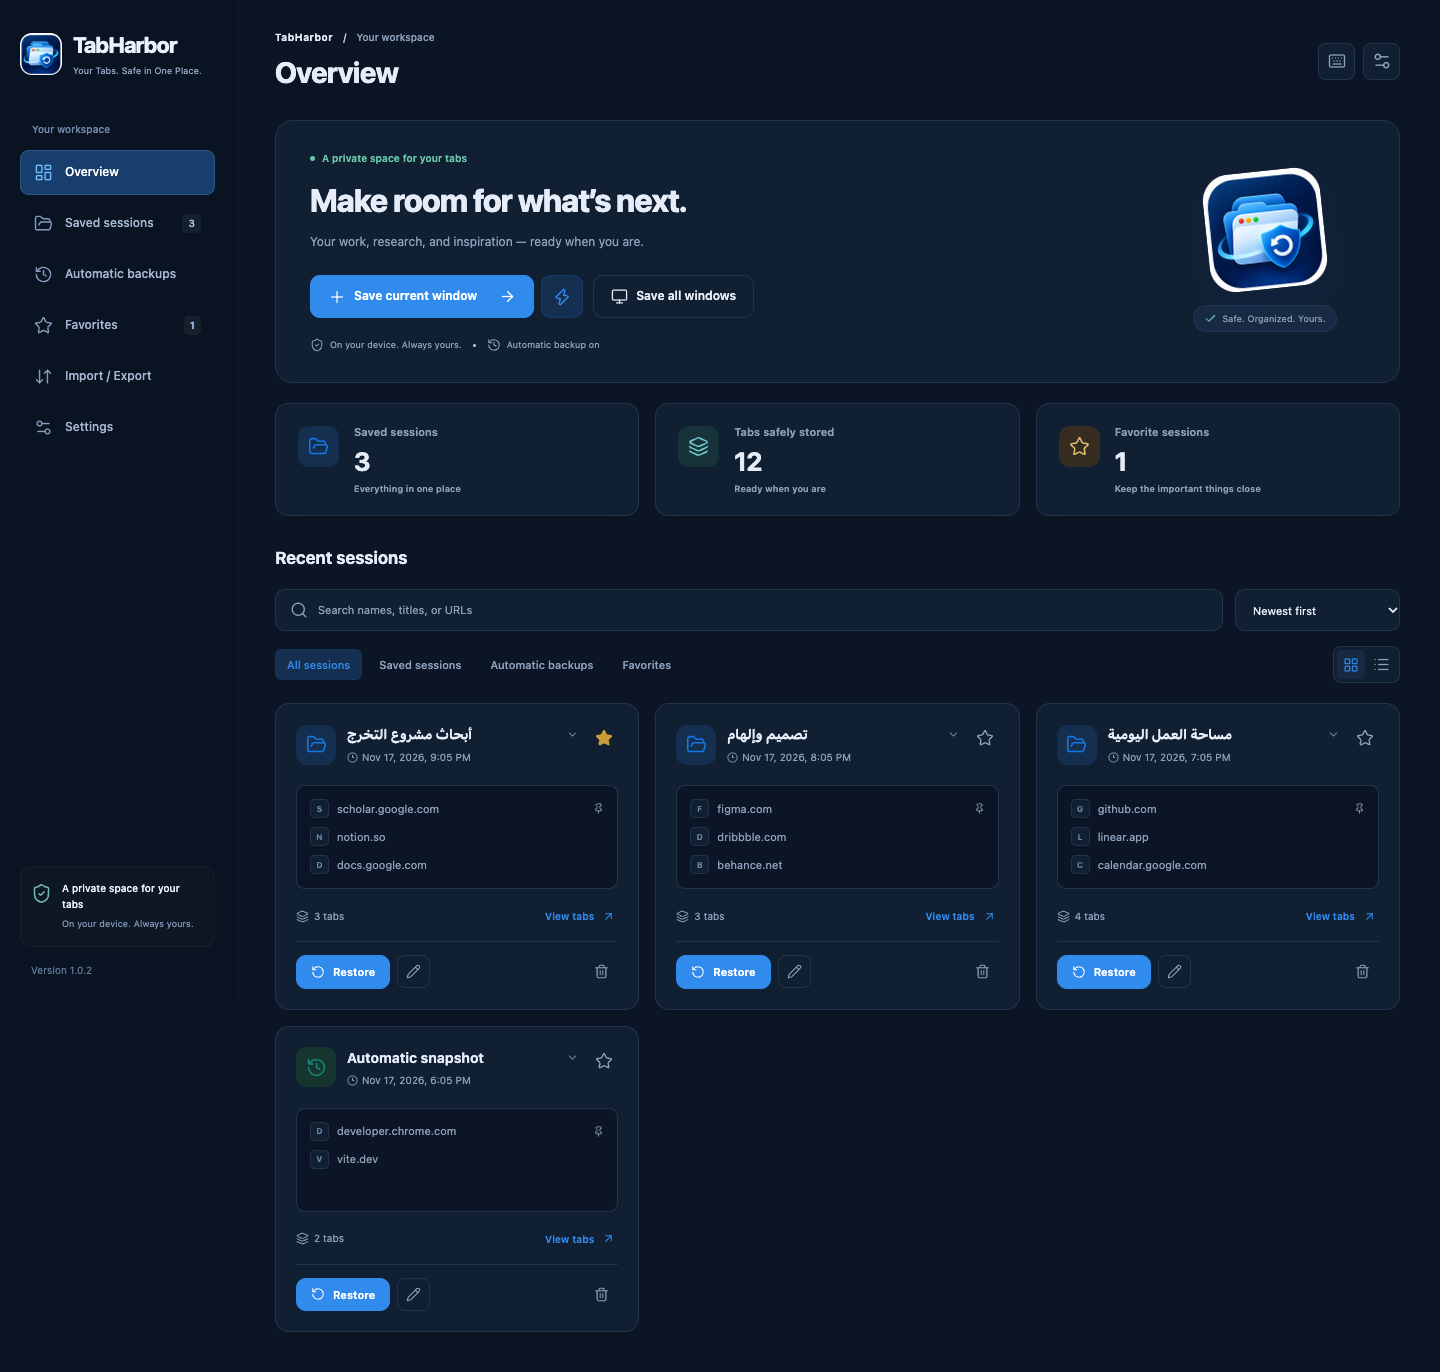 TabHarbor
Your Tabs. Safe in One Place.
Your workspace
Overview
Saved sessions 3
Automatic backups
Favorites 1
Import / Export
Settings
A private space for your
tabs
On your device. Always yours.
Version 1.0.2
TabHarbor / Your workspace
Overview
A private space for your tabs
Make room for what’s next.
Your work, research, and inspiration — ready when you are.
Save current window
Save all windows
On your device. Always yours. • Automatic backup on
Safe. Organized. Yours.
Saved sessions
3
Everything in one place
Tabs safely stored
12
Ready when you are
Favorite sessions
1
Keep the important things close
Recent sessions
Search names, titles, or URLs
Newest first
All sessions
Saved sessions
Automatic backups
Favorites
أبحاث مشروع التخرج
Nov 17, 2026, 9:05 PM
S scholar.google.com
N notion.so
D docs.google.com
3 tabs
View tabs
Restore
تصميم وإلهام
Nov 17, 2026, 8:05 PM
F figma.com
D dribbble.com
B behance.net
3 tabs
View tabs
Restore
مساحة العمل اليومية
Nov 17, 2026, 7:05 PM
G github.com
L linear.app
C calendar.google.com
4 tabs
View tabs
Restore
Automatic snapshot
Nov 17, 2026, 6:05 PM
D developer.chrome.com
V vite.dev
2 tabs
View tabs
Restore